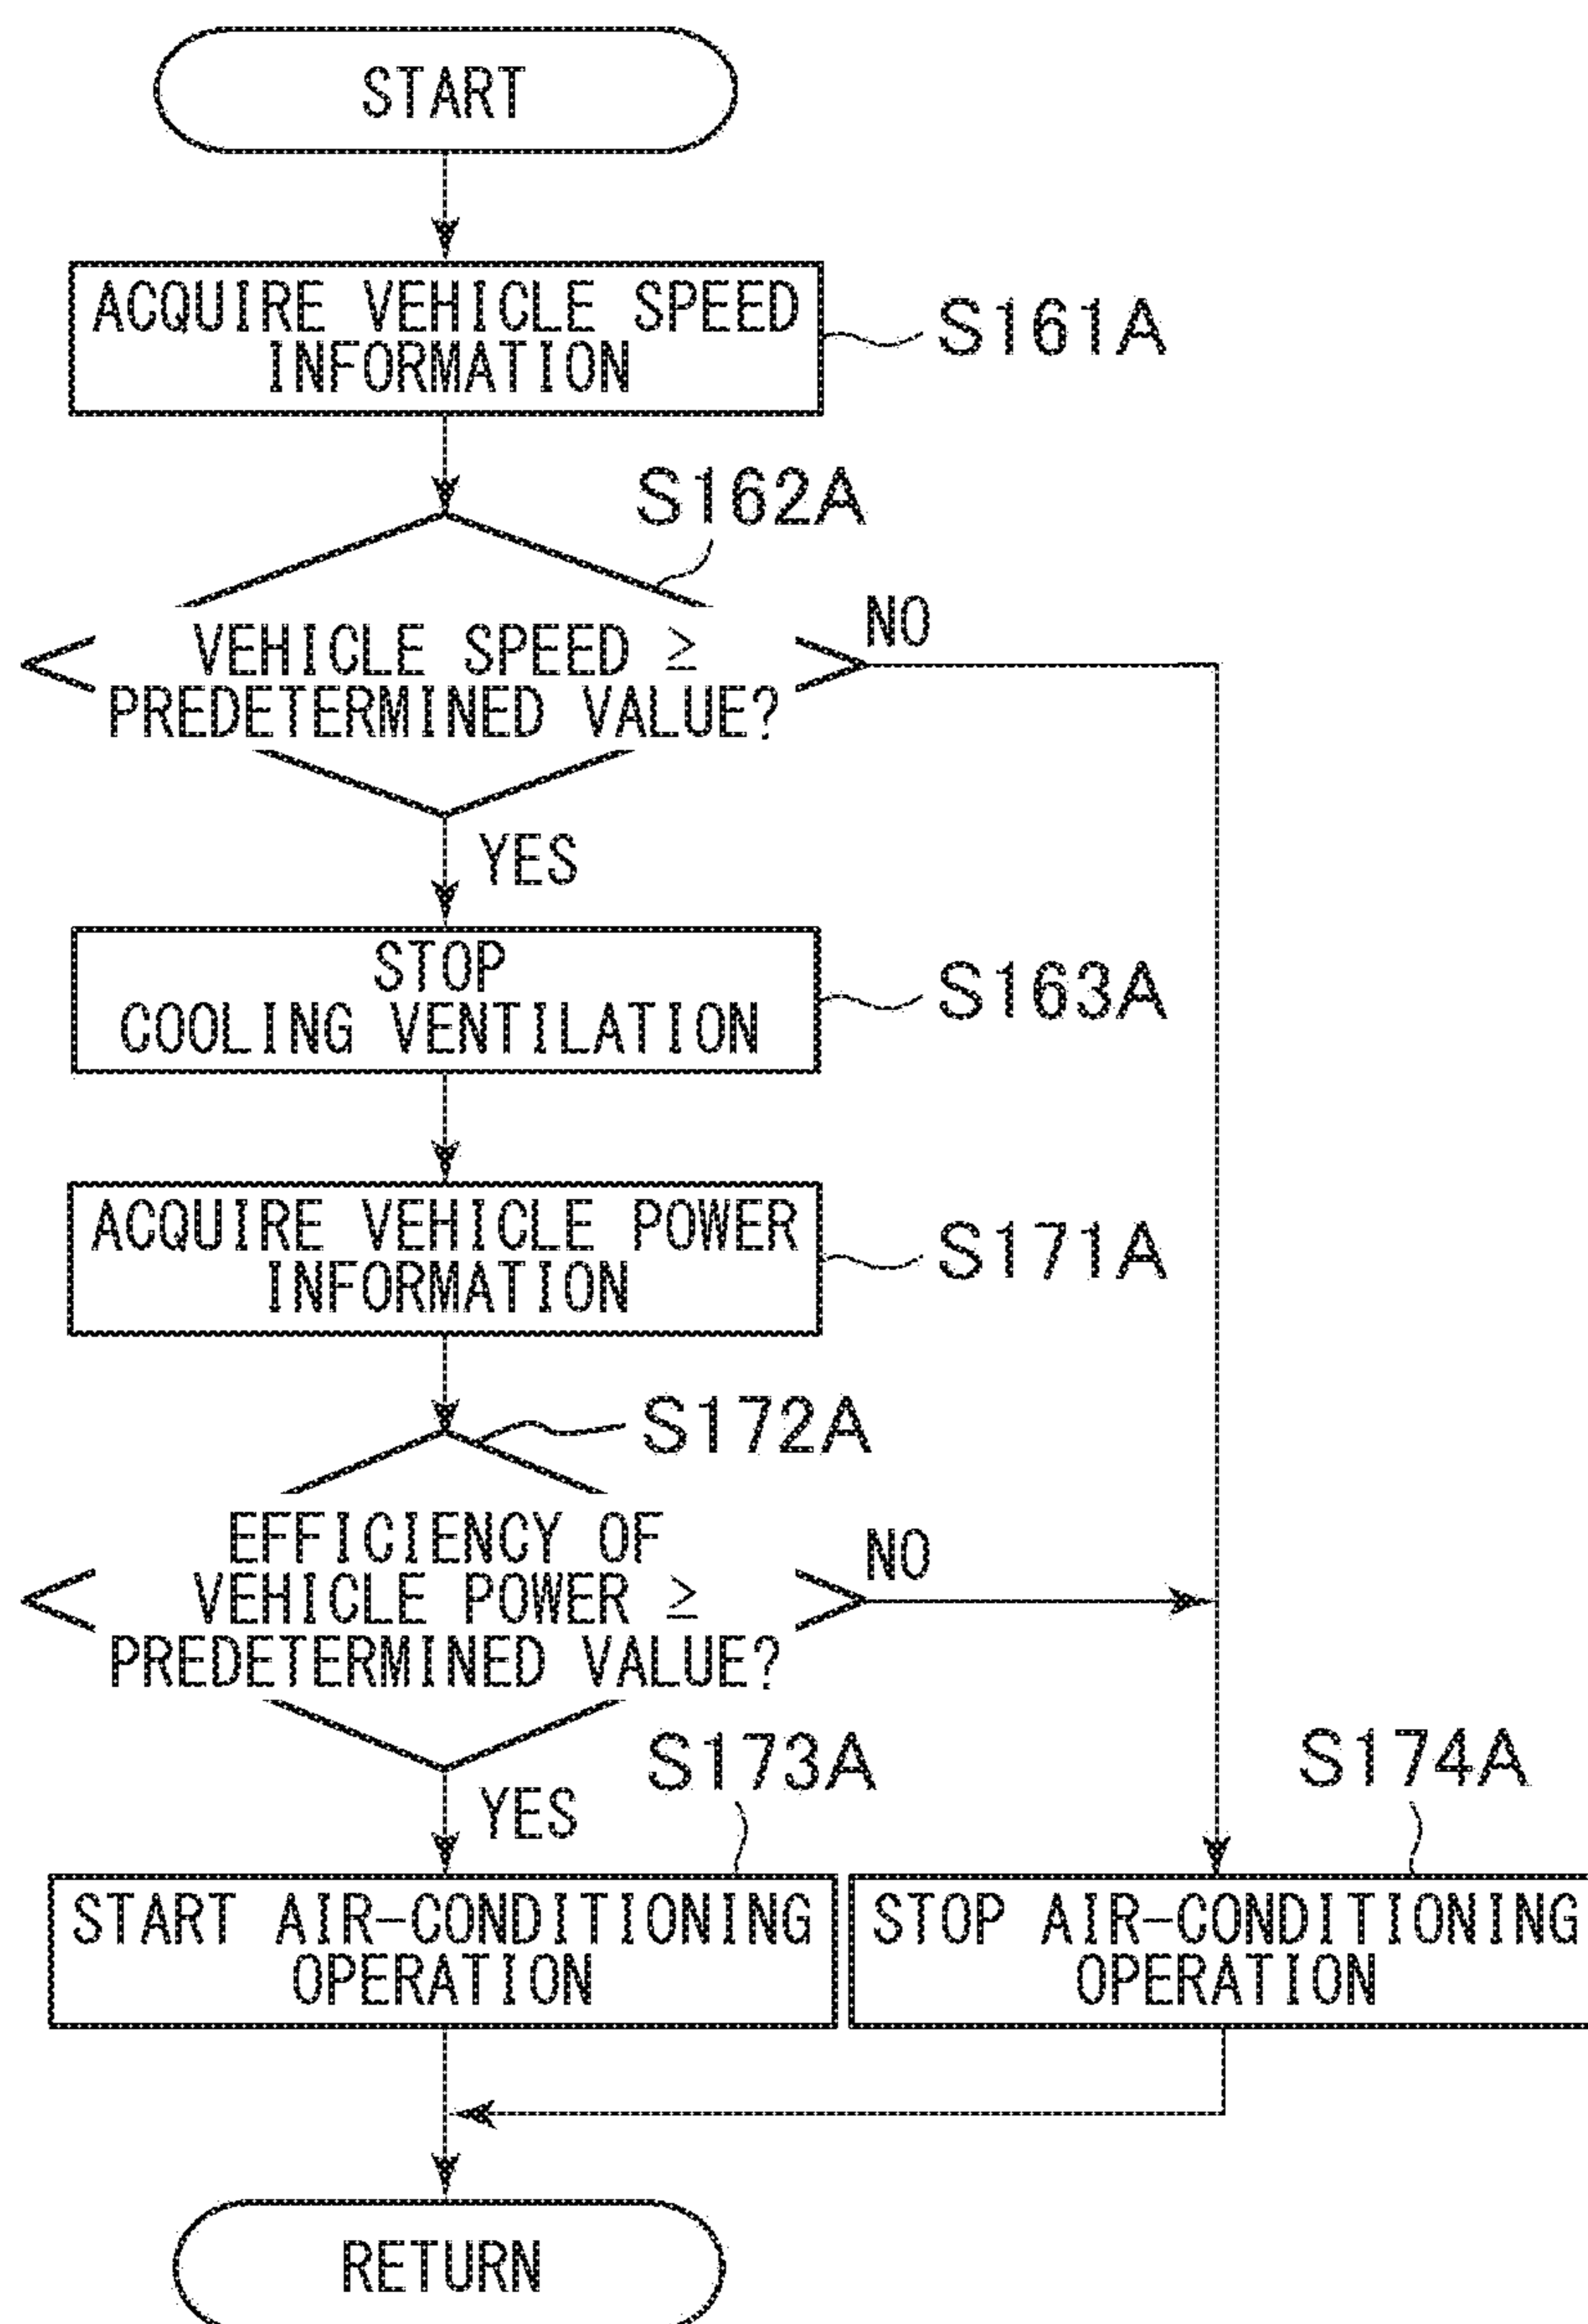 START
ACQUIRE VEHICLE SPEED
INFORMATION
S161A
S162A
VEHICLE SPEED ≥
PREDETERMINED VALUE?
NO
YES
STOP
COOLING VENTILATION
S163A
ACQUIRE VEHICLE POWER
INFORMATION
S171A
S172A
EFFICIENCY OF
VEHICLE POWER ≥
PREDETERMINED VALUE?
NO
YES
S173A
S174A
START AIR-CONDITIONING
OPERATION
STOP AIR-CONDITIONING
OPERATION
RETURN